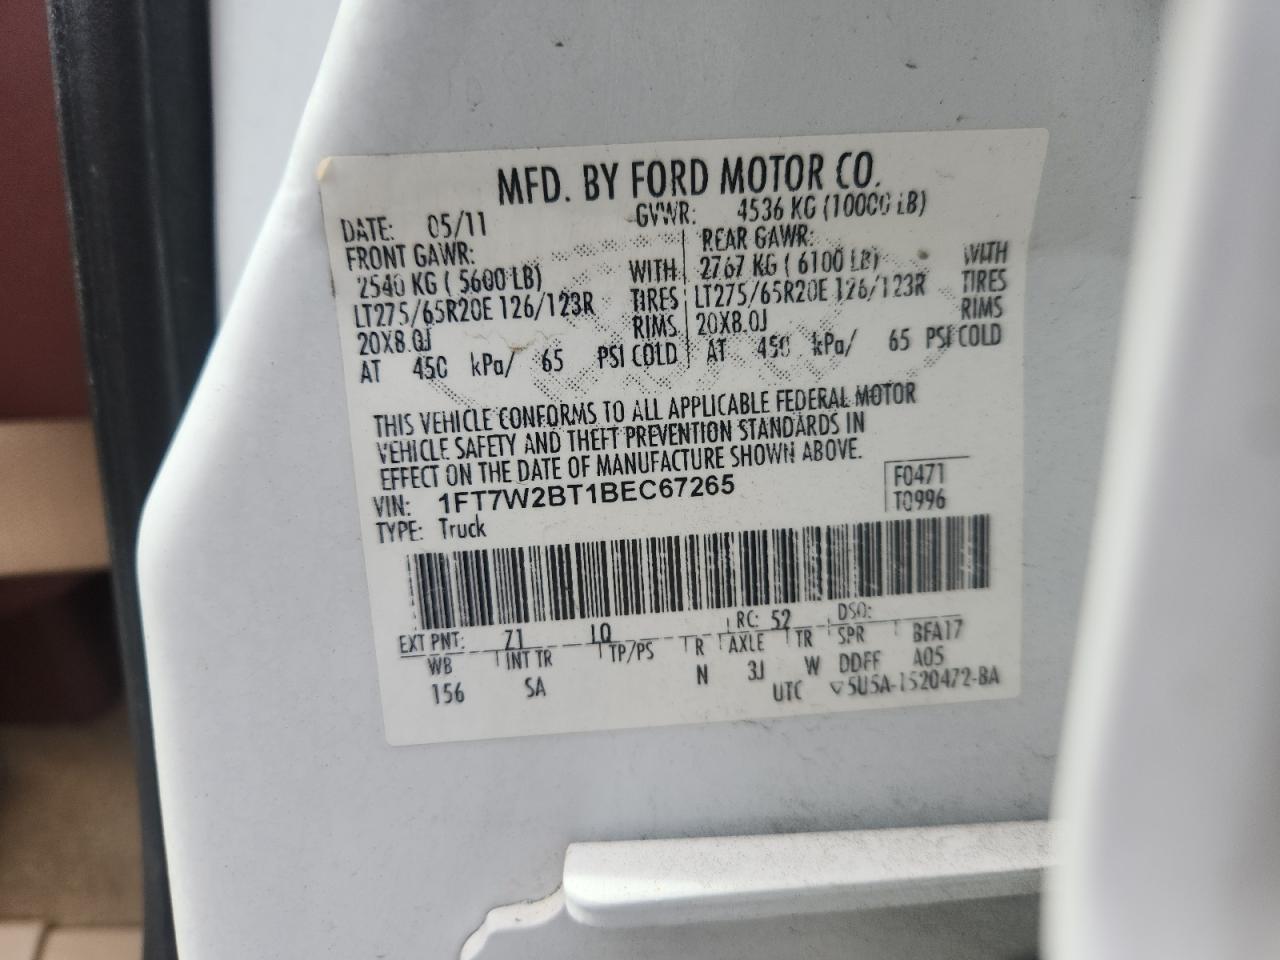 MFD. BY FORD MOTOR CO.
DATE: 05/11 GVWR: 4536 KG (10000 LB)
FRONT GAWR: REAR GAWR:
2540 KG ( 5600 LB) WITH 2767 KG ( 6100 LB) WITH
LT275/65R20E 126/123R TIRES LT275/65R20E 126/123R TIRES
20X8.0J RIMS 20X8.0J RIMS
AT 450 kPa/ 65 PSI COLD AT 450 kPa/ 65 PSI COLD
THIS VEHICLE CONFORMS TO ALL APPLICABLE FEDERAL MOTOR
VEHICLE SAFETY AND THEFT PREVENTION STANDARDS IN
EFFECT ON THE DATE OF MANUFACTURE SHOWN ABOVE.
VIN: 1FT7W2BT1BEC67265 F0471
TYPE: Truck T0996
EXT PNT: Z1 LQ RC: 52 DSO:
WB INT TR TP/PS R AXLE TR SPR BFA17
156 SA N 3J W DDFF A05
UTC ▽5U5A-1520472-BA